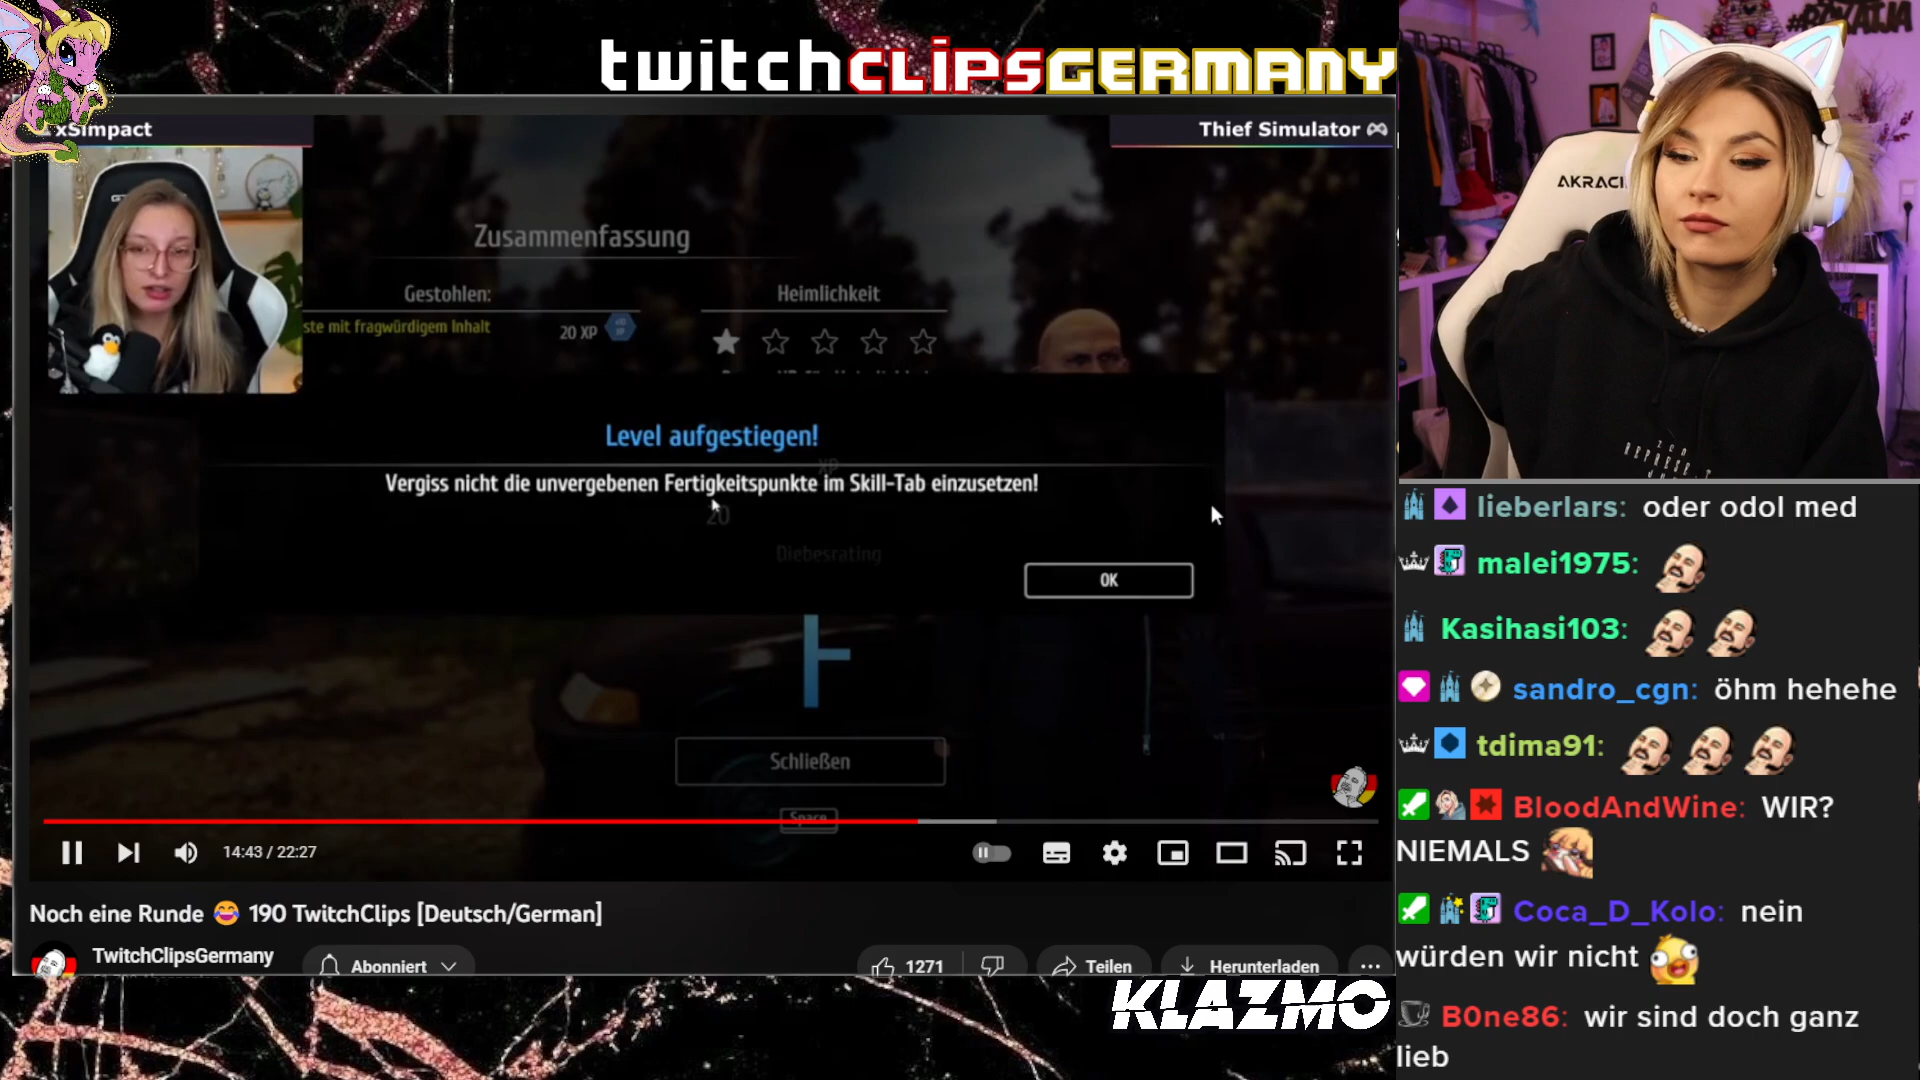 twitchCLIPSGERMANY
xSimpact
Thief Simulator
Zusammenfassung
Gestohlen:
Heimlichkeit
ste mit fragwürdigem Inhalt
20 XP
Level aufgestiegen!
XP
Vergiss nicht die unvergebenen Fertigkeitspunkte im Skill-Tab einzusetzen!
20
Diebesrating
OK
Schließen
Space
14:43 / 22:27
Noch eine Runde 😂 190 TwitchClips [Deutsch/German]
TwitchClipsGermany
Abonniert
1271
Teilen
Herunterladen
KLAZMO
AKRACI
lieberlars: oder odol med
malei1975:
Kasihasi103:
sandro_cgn: öhm hehehe
tdima91:
BloodAndWine: WIR?
NIEMALS
Coca_D_Kolo: nein
würden wir nicht
B0ne86: wir sind doch ganz
lieb